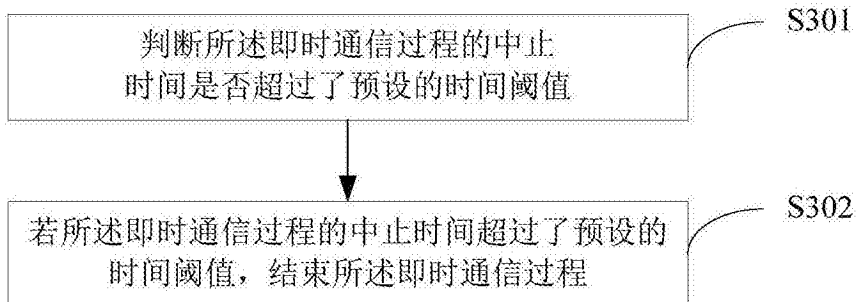 判断所述即时通信过程的中止
时间是否超过了预设的时间阈值
S301
若所述即时通信过程的中止时间超过了预设的
时间阈值，结束所述即时通信过程
S302